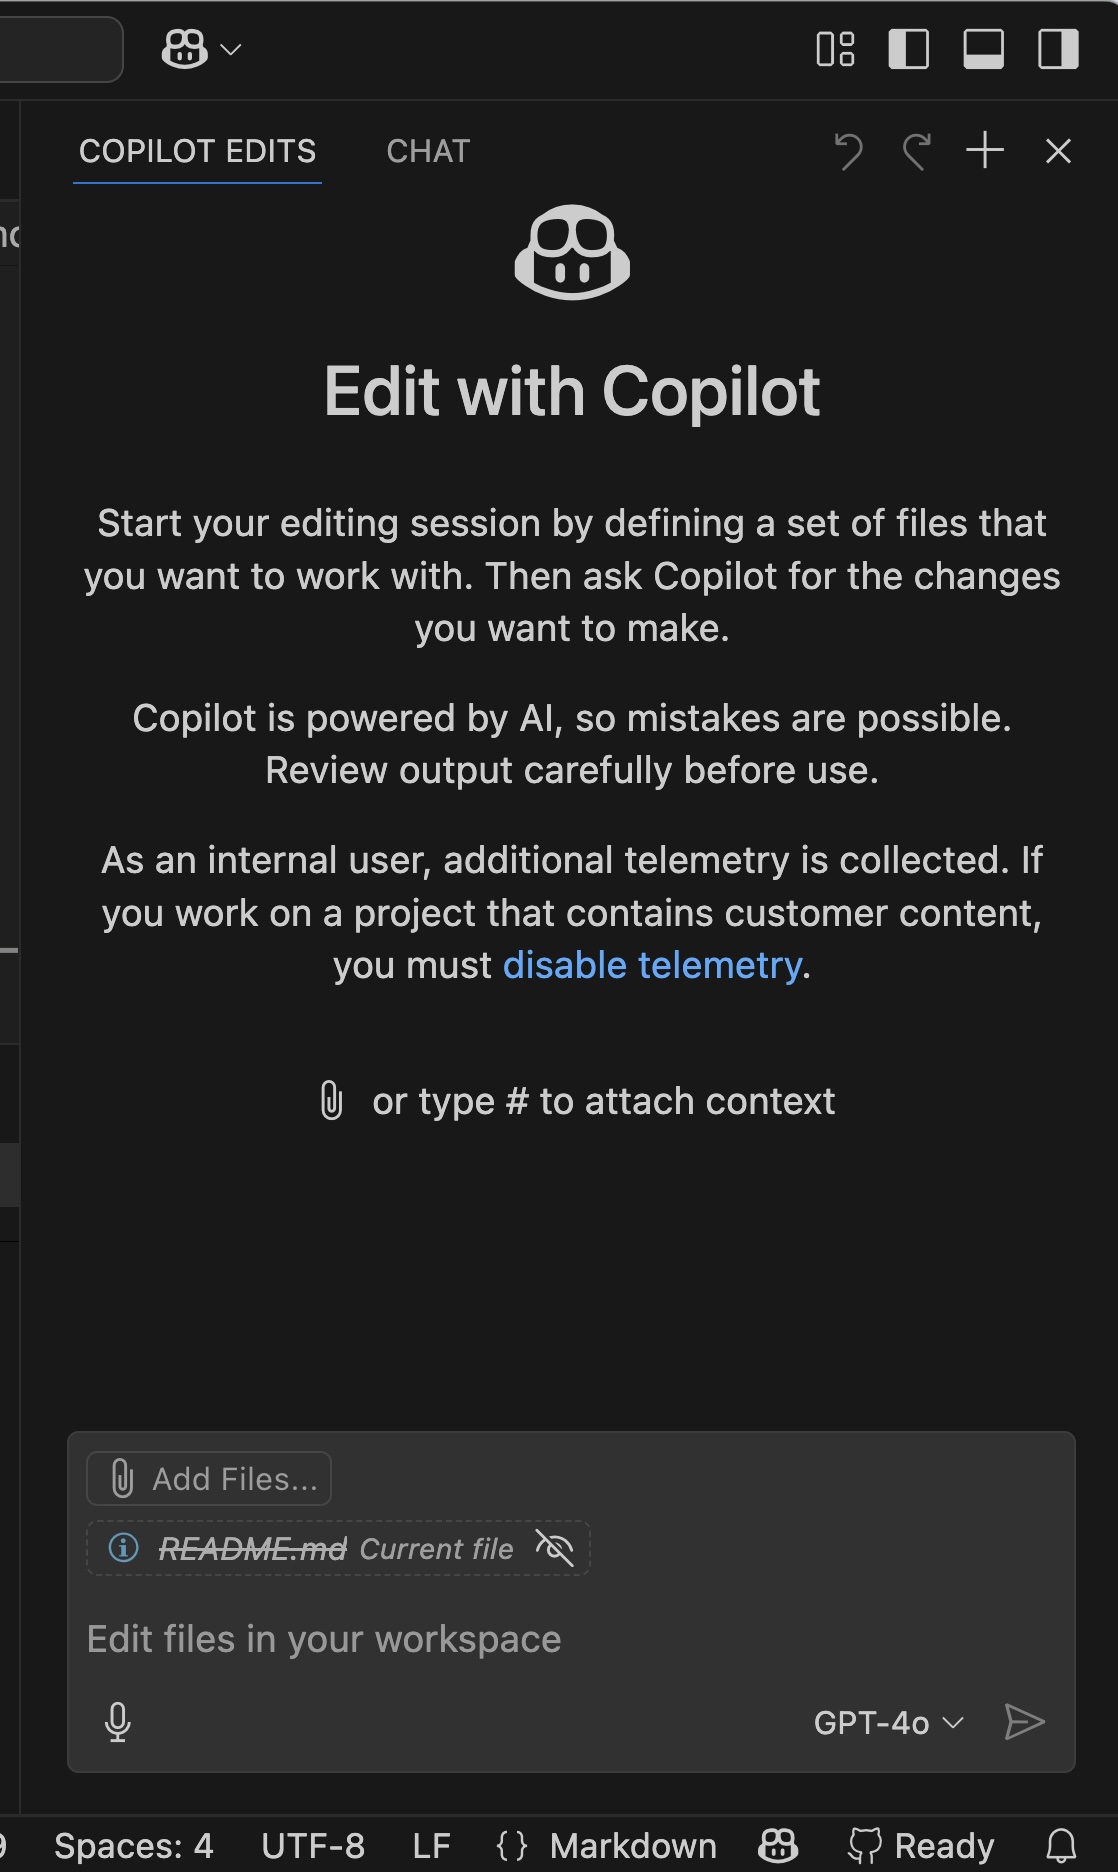 COPILOT EDITS CHAT
Edit with Copilot
Start your editing session by defining a set of files that
you want to work with. Then ask Copilot for the changes
you want to make.
Copilot is powered by AI, so mistakes are possible.
Review output carefully before use.
As an internal user, additional telemetry is collected. If
you work on a project that contains customer content,
you must disable telemetry.
or type # to attach context
Add Files...
README.md Current file
Edit files in your workspace
GPT-4o
Spaces: 4 UTF-8 LF {} Markdown Ready